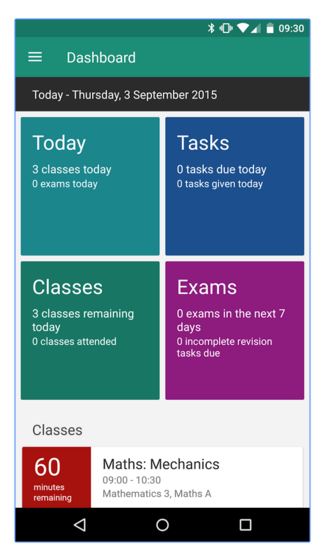 09:30
Dashboard
Today - Thursday, 3 September 2015
Today
3 classes today
0 exams today
Tasks
0 tasks due today
0 tasks given today
Classes
3 classes remaining
today
0 classes attended
Exams
0 exams in the next 7
days
0 incomplete revision
tasks due
Classes
60
minutes
remaining
Maths: Mechanics
09:00 - 10:30
Mathematics 3, Maths A